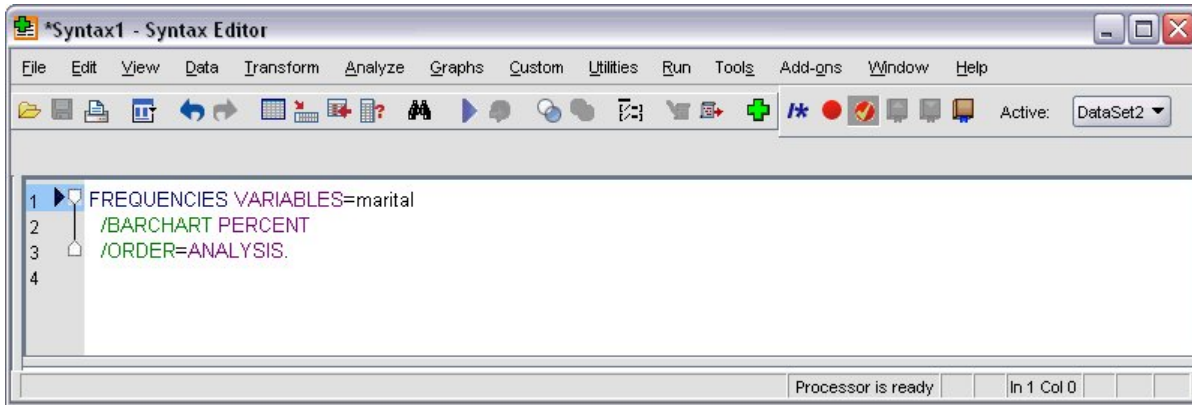 *Syntax1 - Syntax Editor
File Edit View Data Transform Analyze Graphs Custom Utilities Run Tools Add-ons Window Help
Active: DataSet2
1 FREQUENCIES VARIABLES=marital
2 /BARCHART PERCENT
3 /ORDER=ANALYSIS.
4
Processor is ready In 1 Col 0